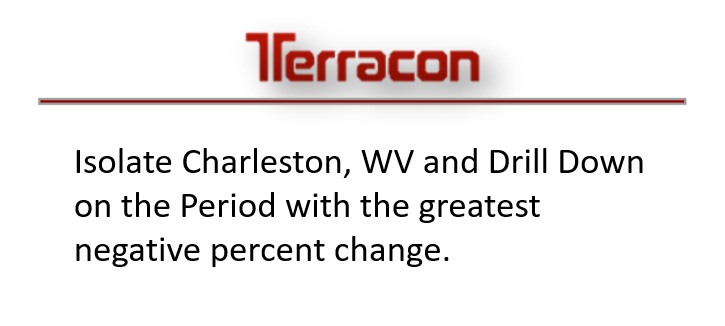 Terracon
Isolate Charleston, WV and Drill Down
on the Period with the greatest
negative percent change.